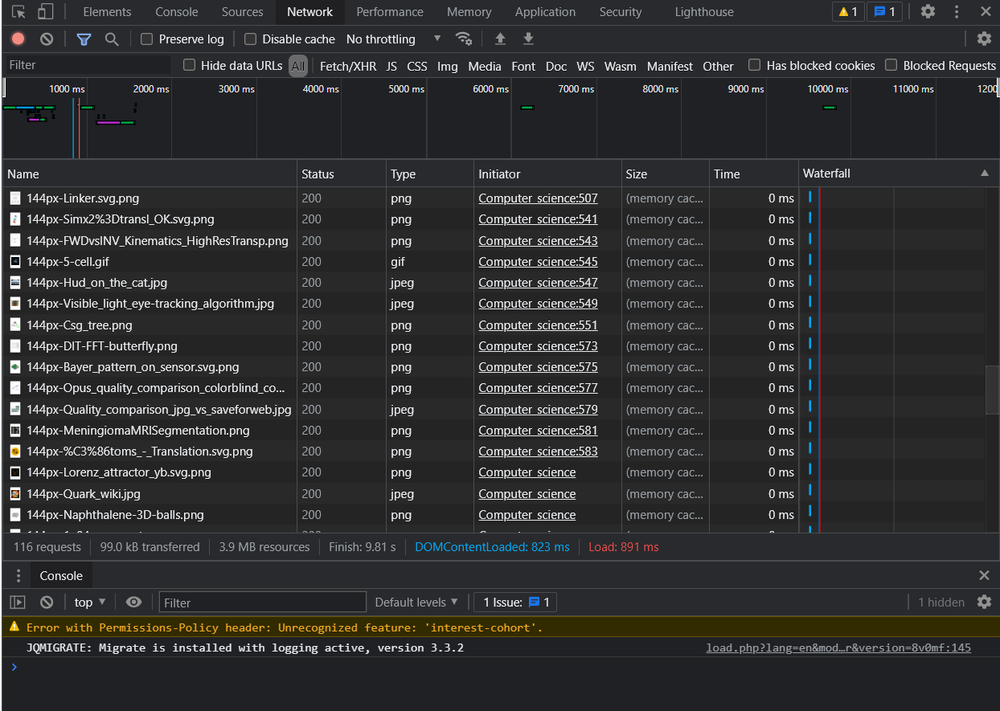 Elements Console Sources Network Performance Memory Application Security Lighthouse 1 1
Preserve log Disable cache No throttling
Filter Hide data URLs All Fetch/XHR JS CSS Img Media Font Doc WS Wasm Manifest Other Has blocked cookies Blocked Requests
1000 ms 2000 ms 3000 ms 4000 ms 5000 ms 6000 ms 7000 ms 8000 ms 9000 ms 10000 ms 11000 ms 1200
Name Status Type Initiator Size Time Waterfall
144px-Linker.svg.png 200 png Computer_science:507 (memory cac... 0 ms
144px-Simx2%3Dtransl_OK.svg.png 200 png Computer_science:541 (memory cac... 0 ms
144px-FWDvsINV_Kinematics_HighResTransp.png 200 png Computer_science:543 (memory cac... 0 ms
144px-5-cell.gif 200 gif Computer_science:545 (memory cac... 0 ms
144px-Hud_on_the_cat.jpg 200 jpeg Computer_science:547 (memory cac... 0 ms
144px-Visible_light_eye-tracking_algorithm.jpg 200 jpeg Computer_science:549 (memory cac... 0 ms
144px-Csg_tree.png 200 png Computer_science:551 (memory cac... 0 ms
144px-DIT-FFT-butterfly.png 200 png Computer_science:573 (memory cac... 0 ms
144px-Bayer_pattern_on_sensor.svg.png 200 png Computer_science:575 (memory cac... 0 ms
144px-Opus_quality_comparison_colorblind_co... 200 png Computer_science:577 (memory cac... 0 ms
144px-Quality_comparison_jpg_vs_saveforweb.jpg 200 jpeg Computer_science:579 (memory cac... 0 ms
144px-MeningiomaMRISegmentation.png 200 png Computer_science:581 (memory cac... 0 ms
144px-%C3%86toms_-_Translation.svg.png 200 png Computer_science:583 (memory cac... 0 ms
144px-Lorenz_attractor_yb.svg.png 200 png Computer_science (memory cac... 0 ms
144px-Quark_wiki.jpg 200 jpeg Computer_science (memory cac... 0 ms
144px-Naphthalene-3D-balls.png 200 png Computer_science (memory cac... 0 ms
116 requests 99.0 kB transferred 3.9 MB resources Finish: 9.81 s DOMContentLoaded: 823 ms Load: 891 ms
Console
top Filter Default levels 1 Issue: 1 1 hidden
Error with Permissions-Policy header: Unrecognized feature: 'interest-cohort'.
JQMIGRATE: Migrate is installed with logging active, version 3.3.2 load.php?lang=en&mod…r&version=8v0mf:145